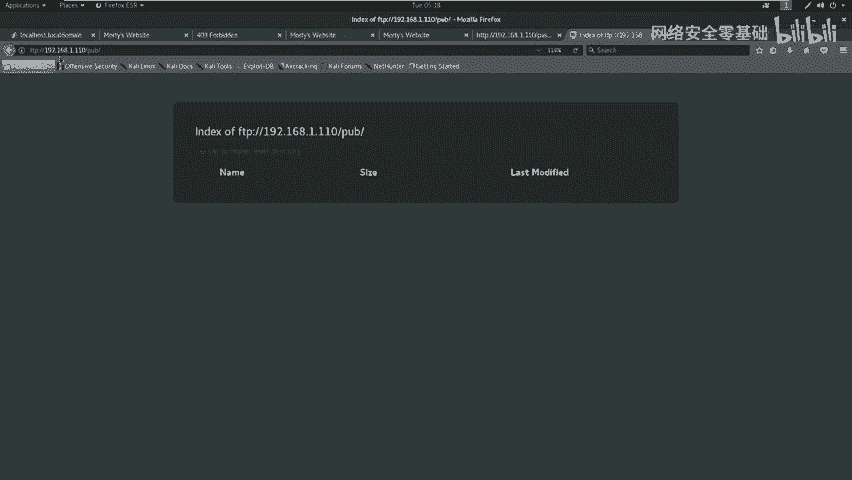 Applications Places Firefox ESR Tue 05:18 1
Index of ftp://192.168.1.110/pub/ - Mozilla Firefox
localhost.localdomain Morty's Website 403 Forbidden Morty's Website Morty's Website http://192.168.1.110/pas... Index of ftp://192.168
网络安全零基础 bilibili
ftp://192.168.1.110/pub/ Search
Offensive Security Kali Linux Kali Docs Kali Tools Exploit-DB Aircrack-ng Kali Forums NetHunter Getting Started
Index of ftp://192.168.1.110/pub/
Name Size Last Modified